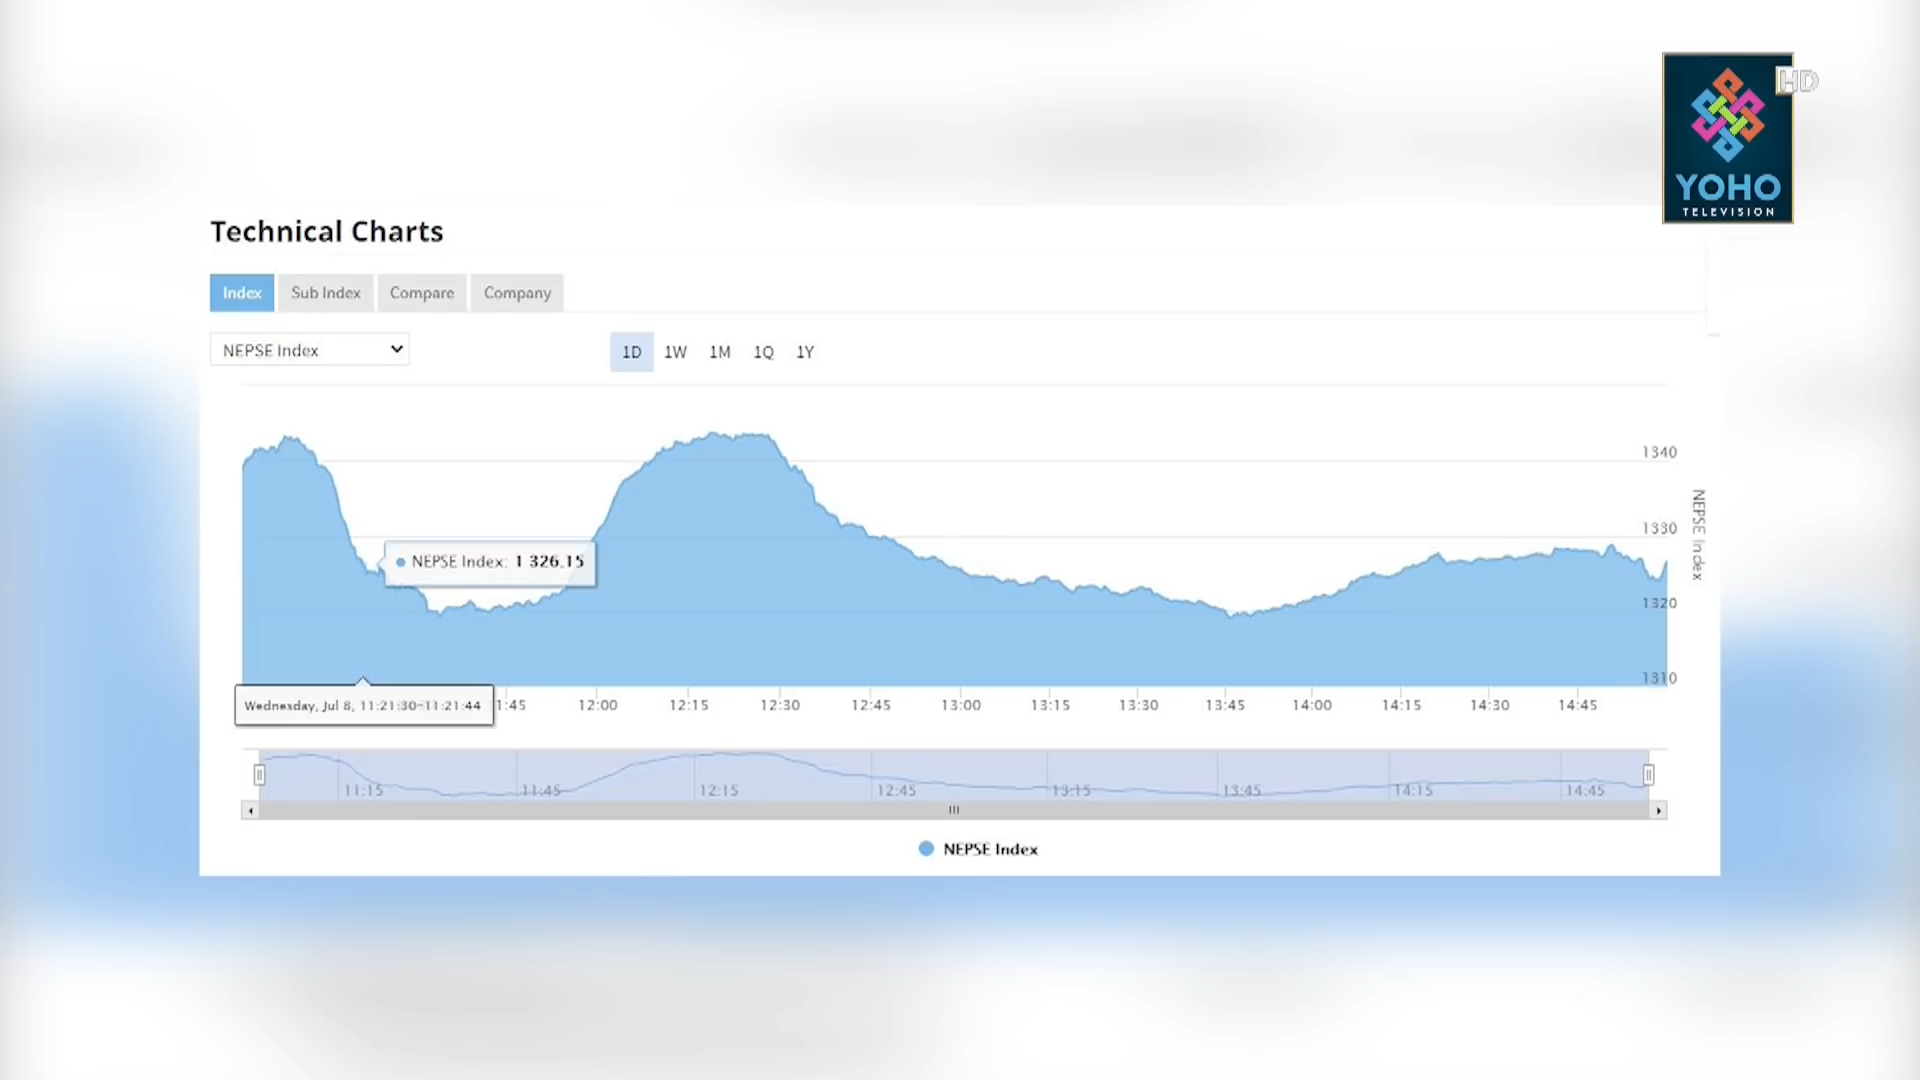 HD
YOHO
TELEVISION
Technical Charts
Index Sub Index Compare Company
NEPSE Index
1D 1W 1M 1Q 1Y
1340
1330
1320
1310
NEPSE Index
NEPSE Index: 1 326.15
Wednesday, Jul 8, 11:21:30-11:21:44
1:45 12:00 12:15 12:30 12:45 13:00 13:15 13:30 13:45 14:00 14:15 14:30 14:45
11:15 11:45 12:15 12:45 13:15 13:45 14:15 14:45
NEPSE Index